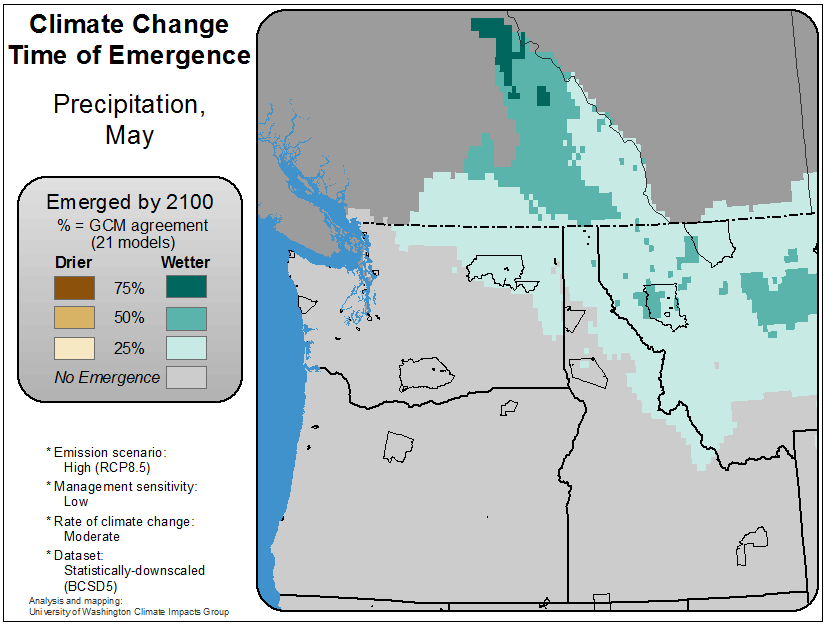 Climate Change
Time of Emergence
Precipitation,
May
Emerged by 2100
% = GCM agreement
(21 models)
Drier Wetter
75%
50%
25%
No Emergence
* Emission scenario:
High (RCP8.5)
* Management sensitivity:
Low
* Rate of climate change:
Moderate
* Dataset:
Statistically-downscaled
(BCSD5)
Analysis and mapping:
University of Washington Climate Impacts Group